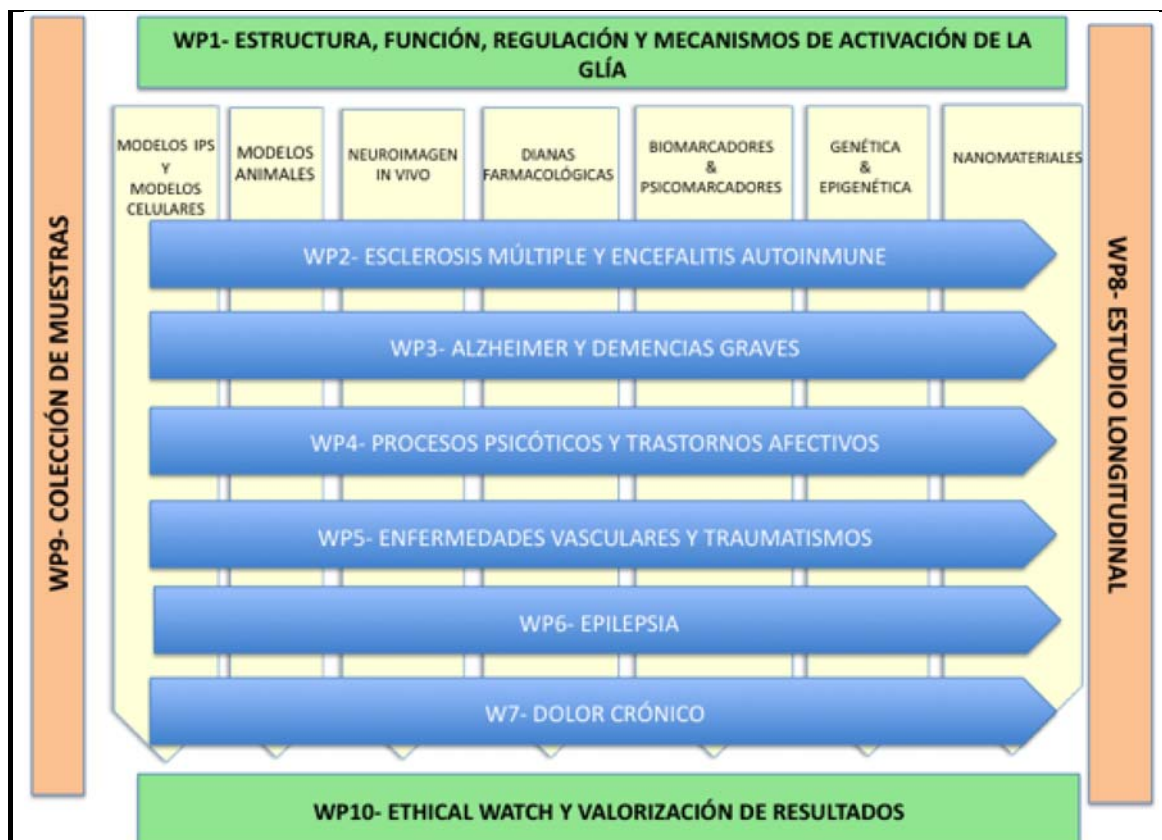 WP1- ESTRUCTURA, FUNCIÓN, REGULACIÓN Y MECANISMOS DE ACTIVACIÓN DE LA
GLÍA
WP9- COLECCIÓN DE MUESTRAS
MODELOS IPS
Y
MODELOS
CELULARES
MODELOS
ANIMALES
NEUROIMAGEN
IN VIVO
DIANAS
FARMACOLÓGICAS
BIOMARCADORES
&
PSICOMARCADORES
GENÉTICA
&
EPIGENÉTICA
NANOMATERIALES
WP2- ESCLEROSIS MÚLTIPLE Y ENCEFALITIS AUTOINMUNE
WP3- ALZHEIMER Y DEMENCIAS GRAVES
WP4- PROCESOS PSICÓTICOS Y TRASTORNOS AFECTIVOS
WP5- ENFERMEDADES VASCULARES Y TRAUMATISMOS
WP6- EPILEPSIA
W7- DOLOR CRÓNICO
WP8- ESTUDIO LONGITUDINAL
WP10- ETHICAL WATCH Y VALORIZACIÓN DE RESULTADOS